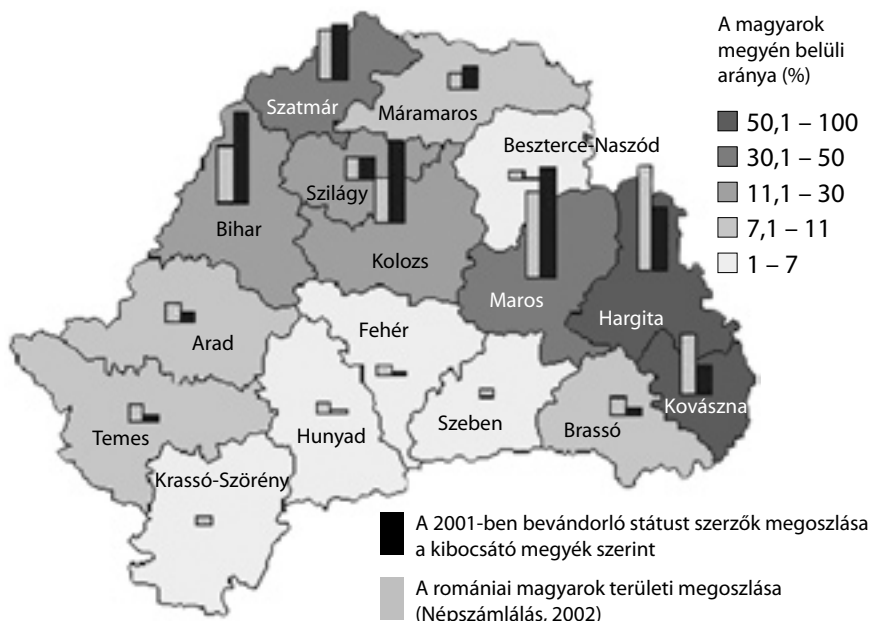 A magyarok
megyén belüli
aránya (%)
50,1 – 100
30,1 – 50
11,1 – 30
7,1 – 11
1 – 7
Szatmár
Máramaros
Beszterce-Naszód
Szilágy
Bihar
Kolozs
Maros
Hargita
Arad
Fehér
Kovászna
Temes
Hunyad
Szeben
Brassó
Krassó-Szörény
A 2001-ben bevándorló státust szerzők megoszlása
a kibocsátó megyék szerint
A romániai magyarok területi megoszlása
(Népszámlálás, 2002)